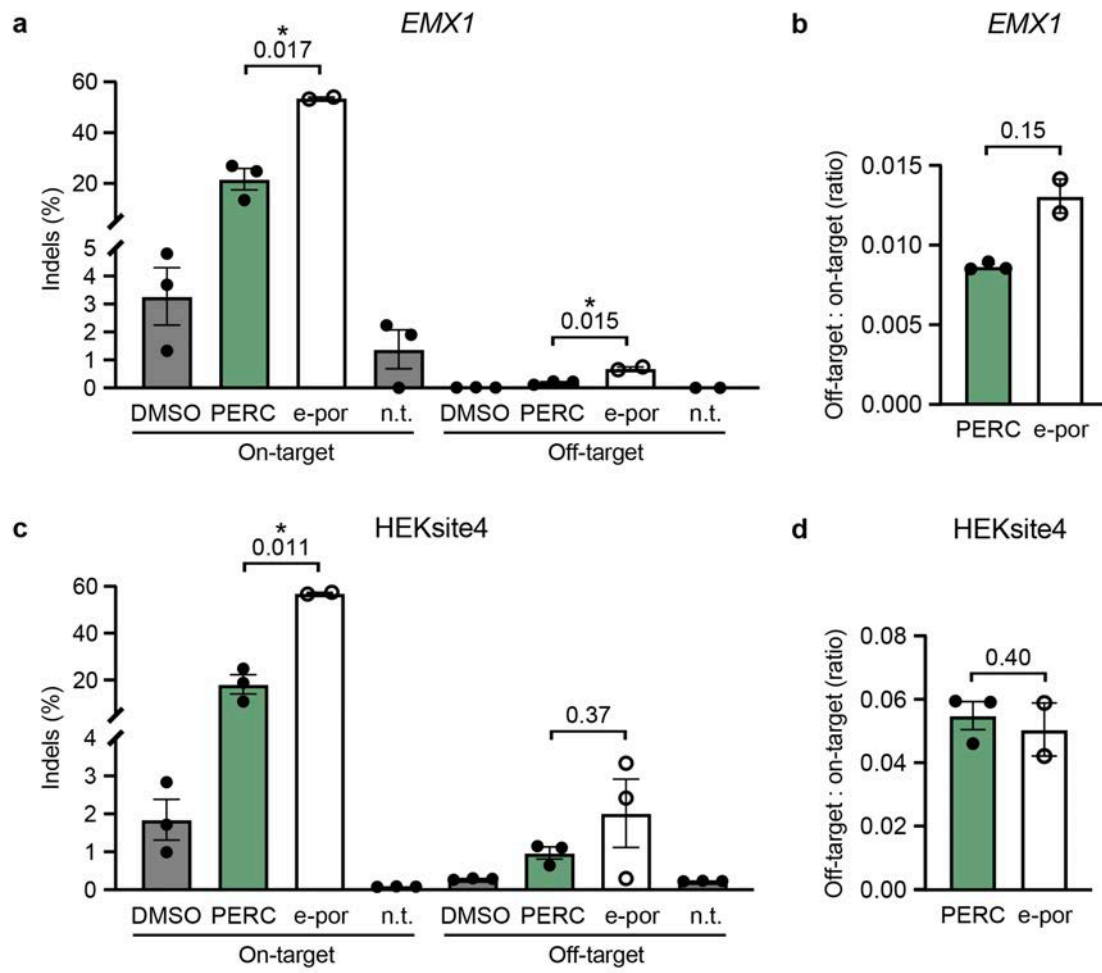 a
EMX1
*
0.017
60
40
20
5
4
3
2
1
0
Indels (%)
*
0.015
DMSO PERC e-por n.t. DMSO PERC e-por n.t.
On-target Off-target
b
EMX1
0.15
0.015
0.010
0.005
0.000
Off-target : on-target (ratio)
PERC e-por
c
HEKsite4
*
0.011
60
40
20
4
3
2
1
0
Indels (%)
0.37
DMSO PERC e-por n.t. DMSO PERC e-por n.t.
On-target Off-target
d
HEKsite4
0.40
0.08
0.06
0.04
0.02
0.00
Off-target : on-target (ratio)
PERC e-por